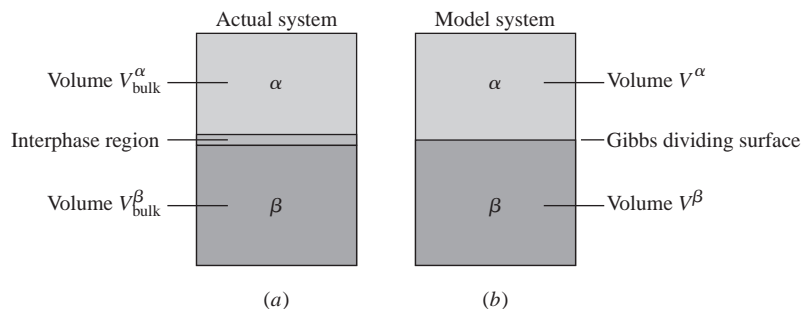 Actual system
Model system
Volume V^α_bulk
α
α
Volume V^α
Interphase region
Gibbs dividing surface
Volume V^β_bulk
β
β
Volume V^β
(a)
(b)